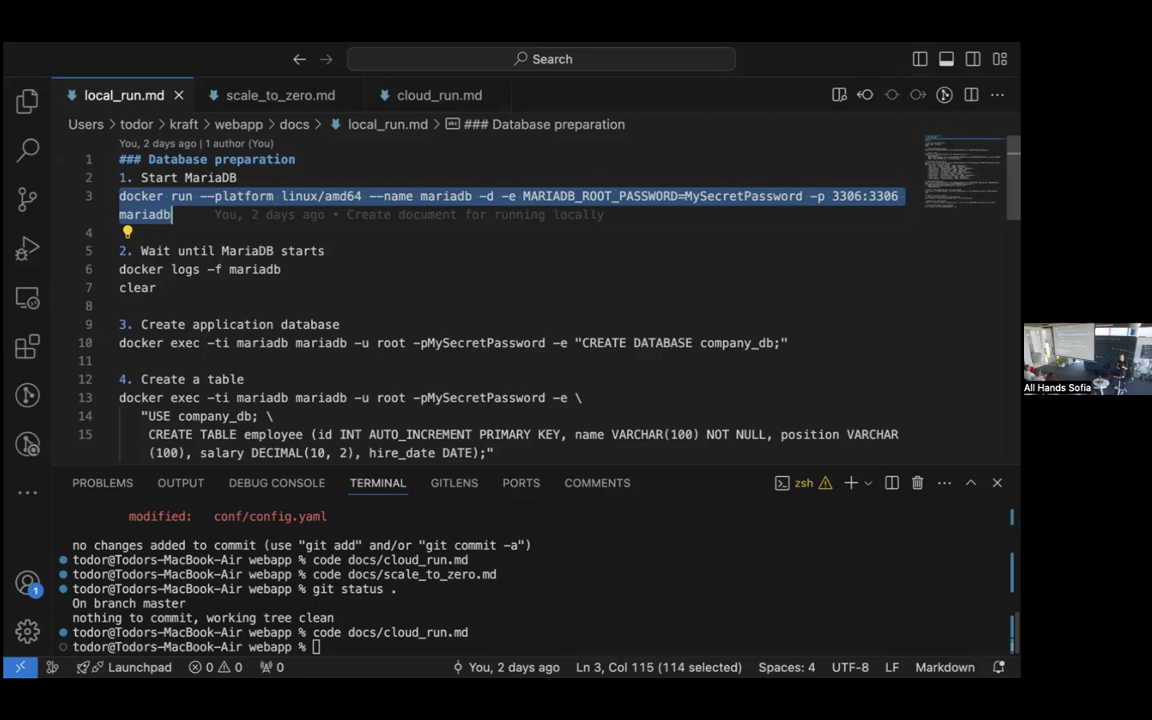 Search
local_run.md
scale_to_zero.md
cloud_run.md
Users > todor > kraft > webapp > docs > local_run.md > ### Database preparation
You, 2 days ago | 1 author (You)
1 ### Database preparation
2 1. Start MariaDB
3 docker run --platform linux/amd64 --name mariadb -d -e MARIADB_ROOT_PASSWORD=MySecretPassword -p 3306:3306
mariadb You, 2 days ago • Create document for running locally
4
5 2. Wait until MariaDB starts
6 docker logs -f mariadb
7 clear
8
9 3. Create application database
10 docker exec -ti mariadb mariadb -u root -pMySecretPassword -e "CREATE DATABASE company_db;"
11
12 4. Create a table
13 docker exec -ti mariadb mariadb -u root -pMySecretPassword -e \
14 "USE company_db; \
15 CREATE TABLE employee (id INT AUTO_INCREMENT PRIMARY KEY, name VARCHAR(100) NOT NULL, position VARCHAR
(100), salary DECIMAL(10, 2), hire_date DATE);"
All Hands Sofia
PROBLEMS OUTPUT DEBUG CONSOLE TERMINAL GITLENS PORTS COMMENTS
zsh
modified: conf/config.yaml
no changes added to commit (use "git add" and/or "git commit -a")
todor@Todors-MacBook-Air webapp % code docs/cloud_run.md
todor@Todors-MacBook-Air webapp % code docs/scale_to_zero.md
todor@Todors-MacBook-Air webapp % git status .
On branch master
nothing to commit, working tree clean
todor@Todors-MacBook-Air webapp % code docs/cloud_run.md
todor@Todors-MacBook-Air webapp %
1
Launchpad 0 0 0 You, 2 days ago Ln 3, Col 115 (114 selected) Spaces: 4 UTF-8 LF Markdown